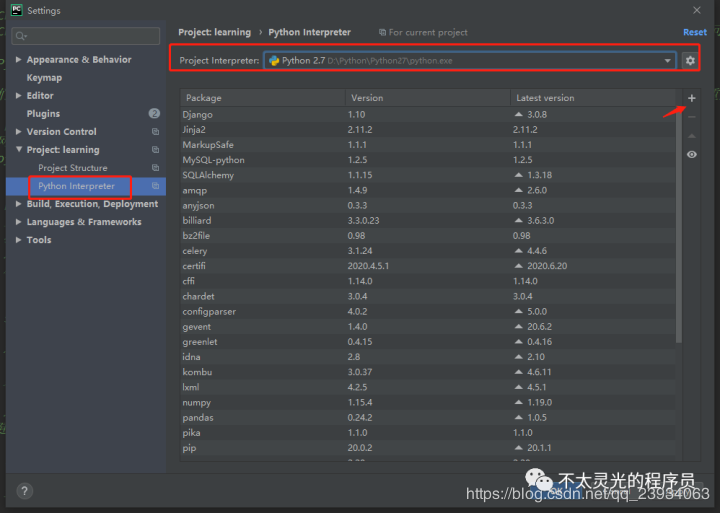 PC Settings
Project: learning › Python Interpreter For current project Reset
Appearance & Behavior
Keymap
Editor
Plugins 2
Version Control
Project: learning
Project Structure
Python Interpreter
Build, Execution, Deployment
Languages & Frameworks
Tools
Project Interpreter: Python 2.7 D:\Python\Python27\python.exe
Package Version Latest version
Django 1.10 3.0.8
Jinja2 2.11.2 2.11.2
MarkupSafe 1.1.1 1.1.1
MySQL-python 1.2.5 1.2.5
SQLAlchemy 1.1.15 1.3.18
amqp 1.4.9 2.6.0
anyjson 0.3.3 0.3.3
billiard 3.3.0.23 3.6.3.0
bz2file 0.98 0.98
celery 3.1.24 4.4.6
certifi 2020.4.5.1 2020.6.20
cffi 1.14.0 1.14.0
chardet 3.0.4 3.0.4
configparser 4.0.2 5.0.0
gevent 1.4.0 20.6.2
greenlet 0.4.15 0.4.16
idna 2.8 2.10
kombu 3.0.37 4.6.11
lxml 4.2.5 4.5.1
numpy 1.15.4 1.19.0
pandas 0.24.2 1.0.5
pika 1.1.0 1.1.0
pip 20.0.2 20.1.1
?
不太灵光的程序员
https://blog.csdn.net/qq_23934063